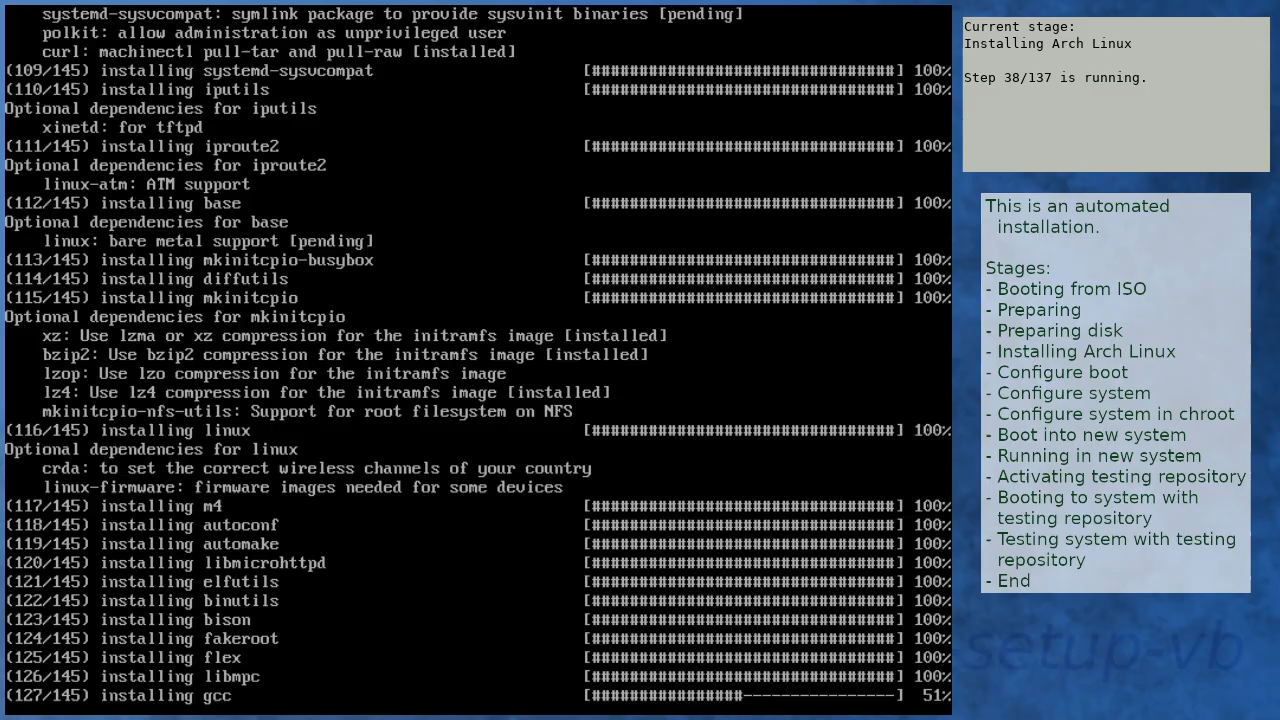 systemd-sysvcompat: symlink package to provide sysvinit binaries [pending]
polkit: allow administration as unprivileged user
curl: machinectl pull-tar and pull-raw [installed]
(109/145) installing systemd-sysvcompat [################################] 100%
(110/145) installing iputils [################################] 100%
Optional dependencies for iputils
xinetd: for tftpd
(111/145) installing iproute2 [################################] 100%
Optional dependencies for iproute2
linux-atm: ATM support
(112/145) installing base [################################] 100%
Optional dependencies for base
linux: bare metal support [pending]
(113/145) installing mkinitcpio-busybox [################################] 100%
(114/145) installing diffutils [################################] 100%
(115/145) installing mkinitcpio [################################] 100%
Optional dependencies for mkinitcpio
xz: Use lzma or xz compression for the initramfs image [installed]
bzip2: Use bzip2 compression for the initramfs image [installed]
lzop: Use lzo compression for the initramfs image
lz4: Use lz4 compression for the initramfs image [installed]
mkinitcpio-nfs-utils: Support for root filesystem on NFS
(116/145) installing linux [################################] 100%
Optional dependencies for linux
crda: to set the correct wireless channels of your country
linux-firmware: firmware images needed for some devices
(117/145) installing m4 [################################] 100%
(118/145) installing autoconf [################################] 100%
(119/145) installing automake [################################] 100%
(120/145) installing libmicrohttpd [################################] 100%
(121/145) installing elfutils [################################] 100%
(122/145) installing binutils [################################] 100%
(123/145) installing bison [################################] 100%
(124/145) installing fakeroot [################################] 100%
(125/145) installing flex [################################] 100%
(126/145) installing libmpc [################################] 100%
(127/145) installing gcc [################----------------] 51%
Current stage:
Installing Arch Linux
Step 38/137 is running.
This is an automated
installation.
Stages:
- Booting from ISO
- Preparing
- Preparing disk
- Installing Arch Linux
- Configure boot
- Configure system
- Configure system in chroot
- Boot into new system
- Running in new system
- Activating testing repository
- Booting to system with
testing repository
- Testing system with testing
repository
- End
setup-vb